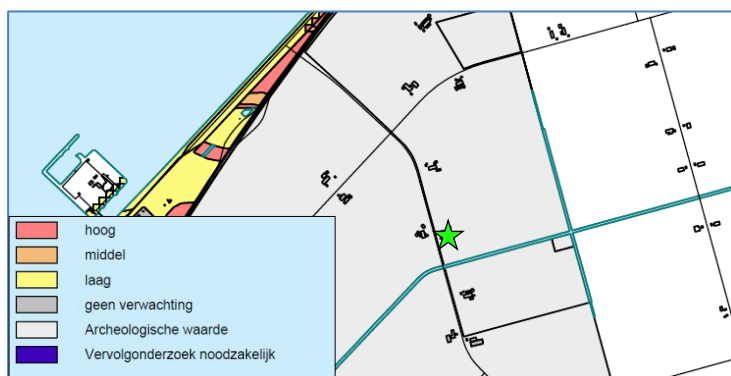 hoog
middel
laag
geen verwachting
Archeologische waarde
Vervolgonderzoek noodzakelijk